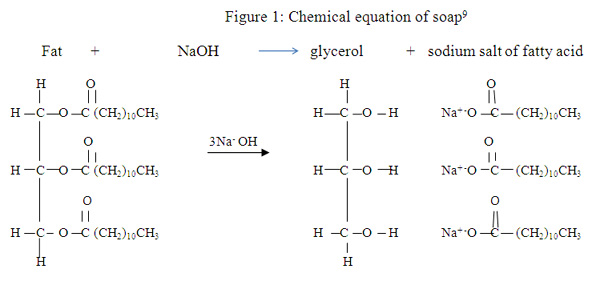 Figure 1: Chemical equation of soap⁹
Fat + NaOH glycerol + sodium salt of fatty acid
H O H O
H – C – O – C (CH₂)₁₀CH₃ H – C – O – H Na⁺⁻O – C – (CH₂)₁₀CH₃
O O
3Na⁻ OH
H – C – O – C (CH₂)₁₀CH₃ H – C – O – H Na⁺⁻O – C – (CH₂)₁₀CH₃
O O
H – C – O – C (CH₂)₁₀CH₃ H – C – O – H Na⁺⁻O – C – (CH₂)₁₀CH₃
H H